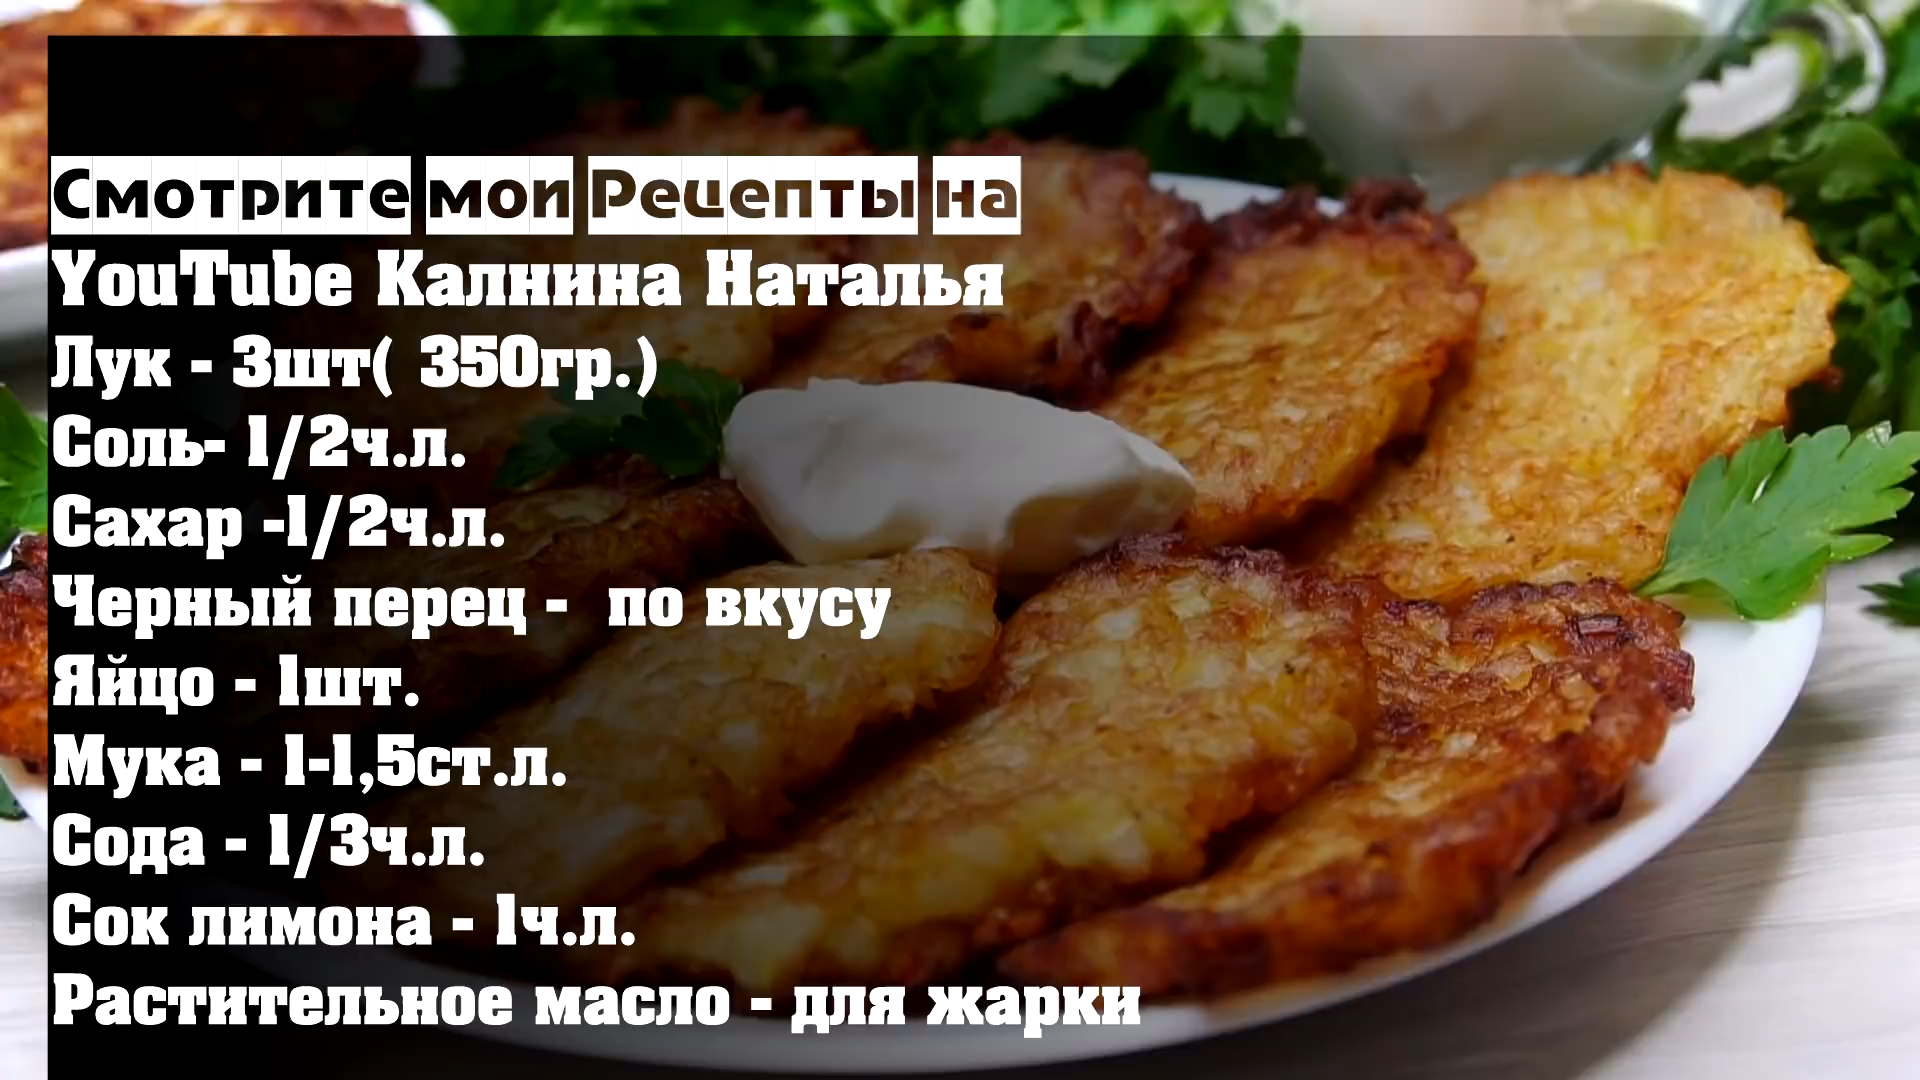 Смотрите мои Рецепты на
YouTube Калнина Наталья
Лук - 3шт( 350гр.)
Соль- 1/2ч.л.
Сахар -1/2ч.л.
Черный перец -  по вкусу
Яйцо - 1шт.
Мука - 1-1,5ст.л.
Сода - 1/3ч.л.
Сок лимона - 1ч.л.
Растительное масло - для жарки